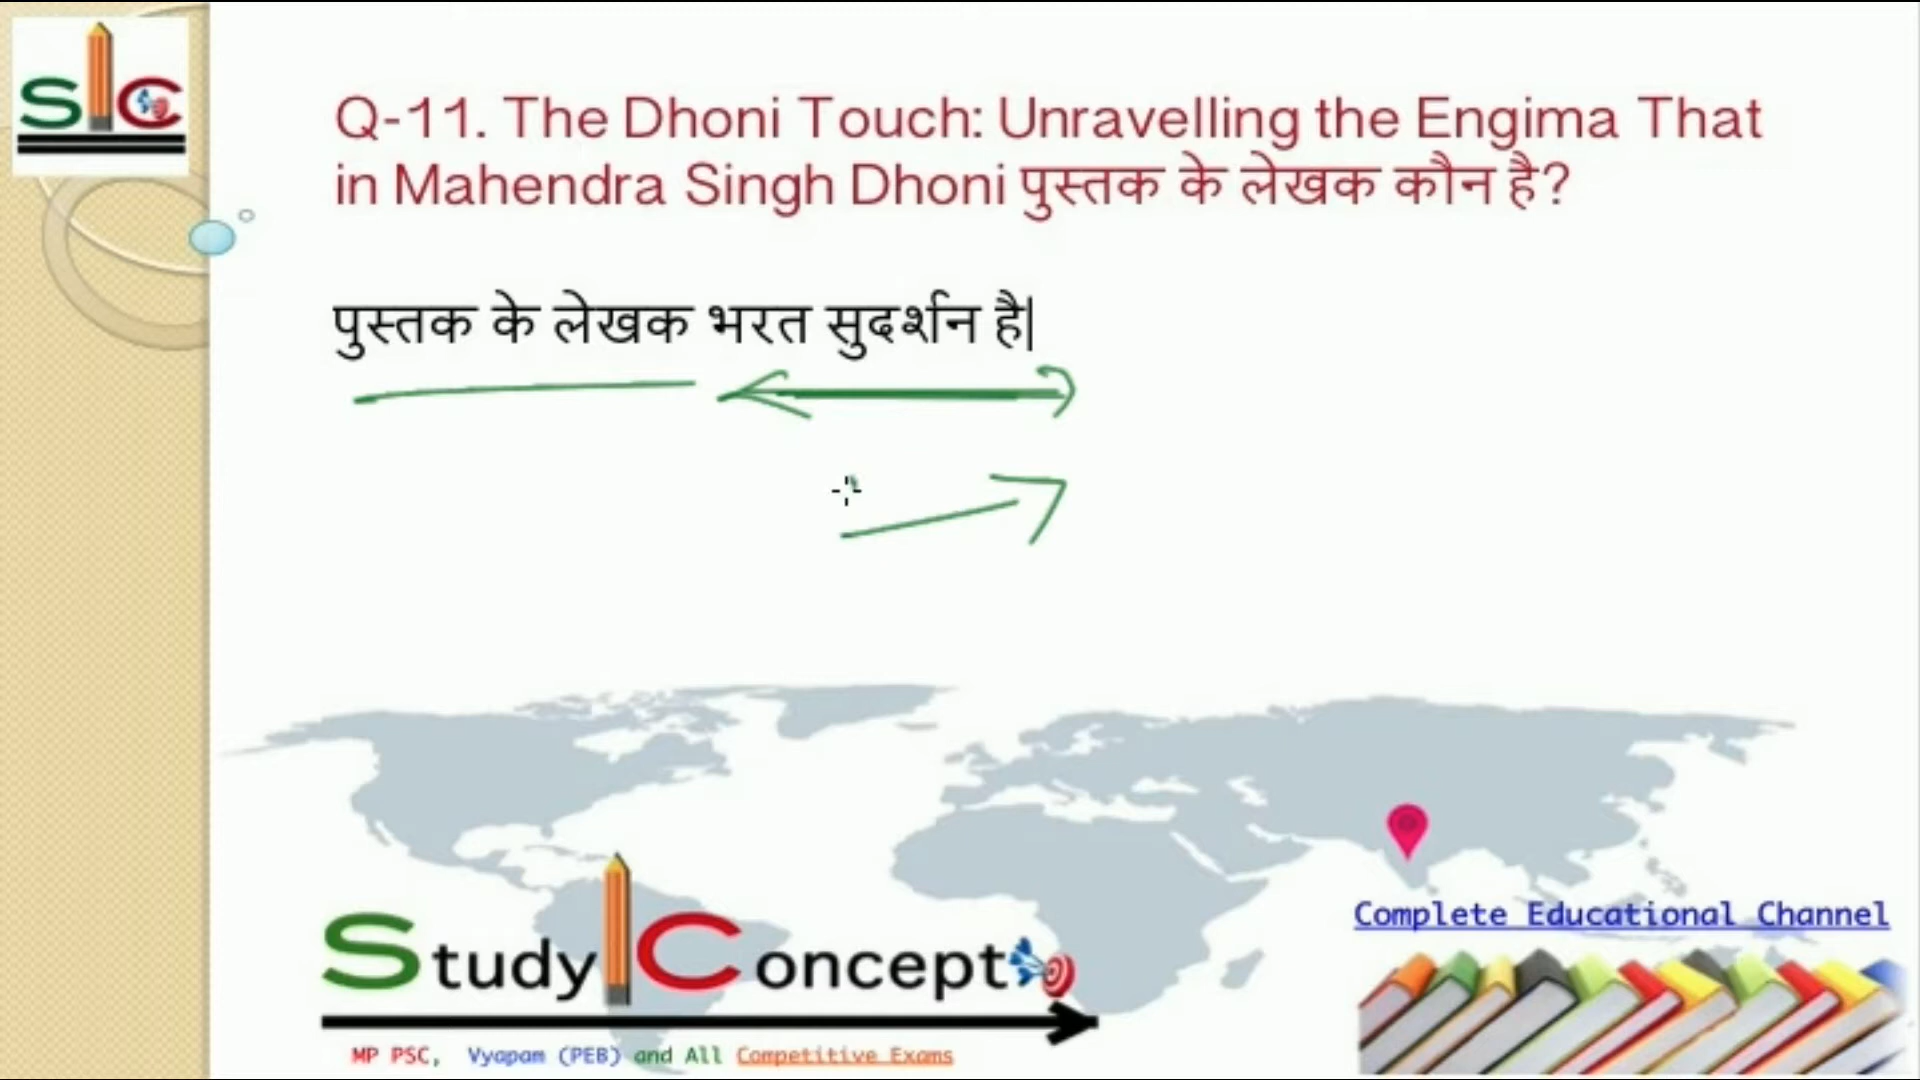 SIC
Q-11. The Dhoni Touch: Unravelling the Engima That
in Mahendra Singh Dhoni पुस्तक के लेखक कौन है?
पुस्तक के लेखक भरत सुदर्शन है|
Complete Educational Channel
Study Concept
MP PSC, Vyapam (PEB) and All Competitive Exams